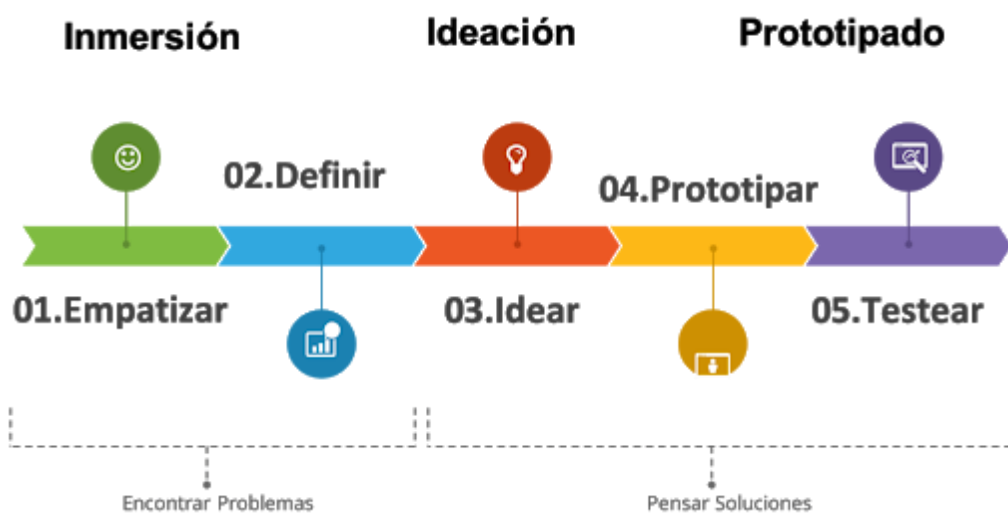 Inmersión
Ideación
Prototipado
02.Definir
04.Prototipar
01.Empatizar
03.Idear
05.Testear
Encontrar Problemas
Pensar Soluciones